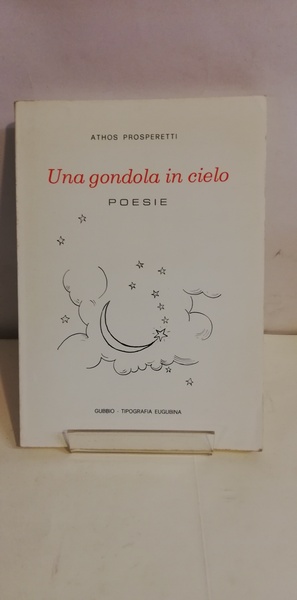 ATHOS PROSPERETTI
Una gondola in cielo
POESIE
GUBBIO - TIPOGRAFIA EUGUBINA